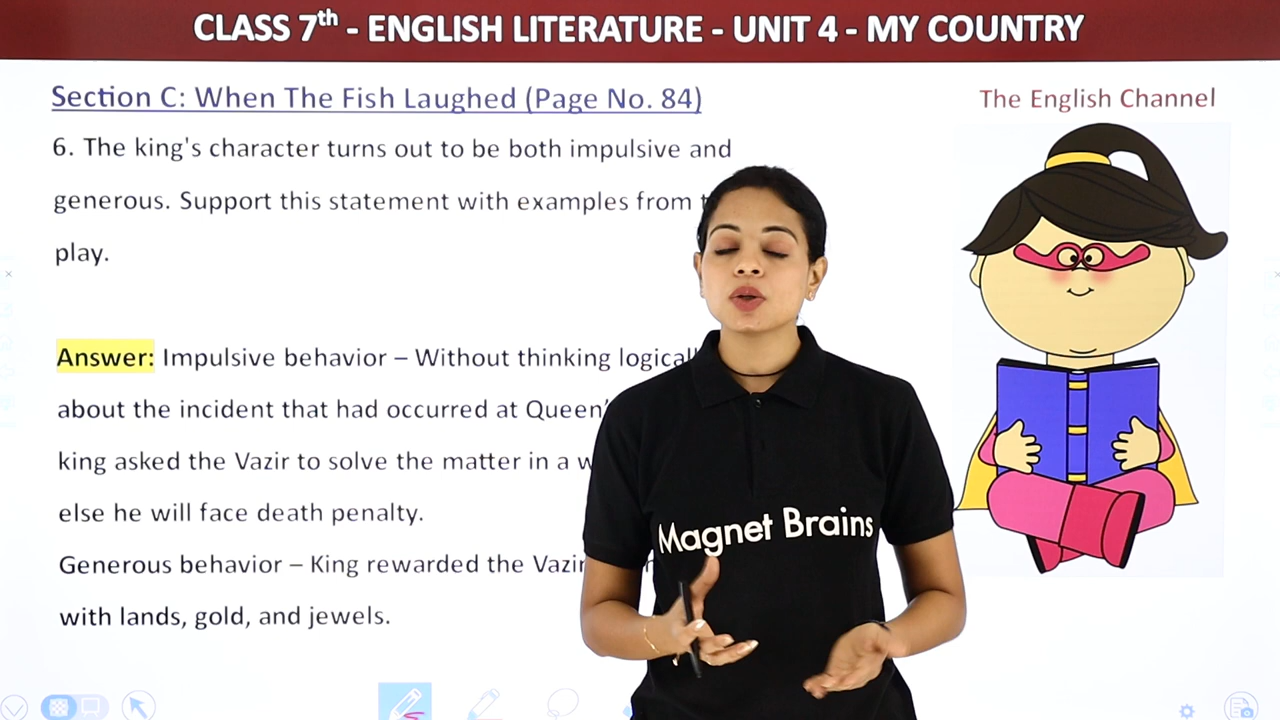 CLASS 7th - ENGLISH LITERATURE - UNIT 4 - MY COUNTRY
Section C: When The Fish Laughed (Page No. 84)
The English Channel
6. The king's character turns out to be both impulsive and
generous. Support this statement with examples from
play.
Answer: Impulsive behavior – Without thinking logically
about the incident that had occurred at Queen's
king asked the Vazir to solve the matter in a
else he will face death penalty.
Generous behavior – King rewarded the Vazir
with lands, gold, and jewels.
Magnet Brains